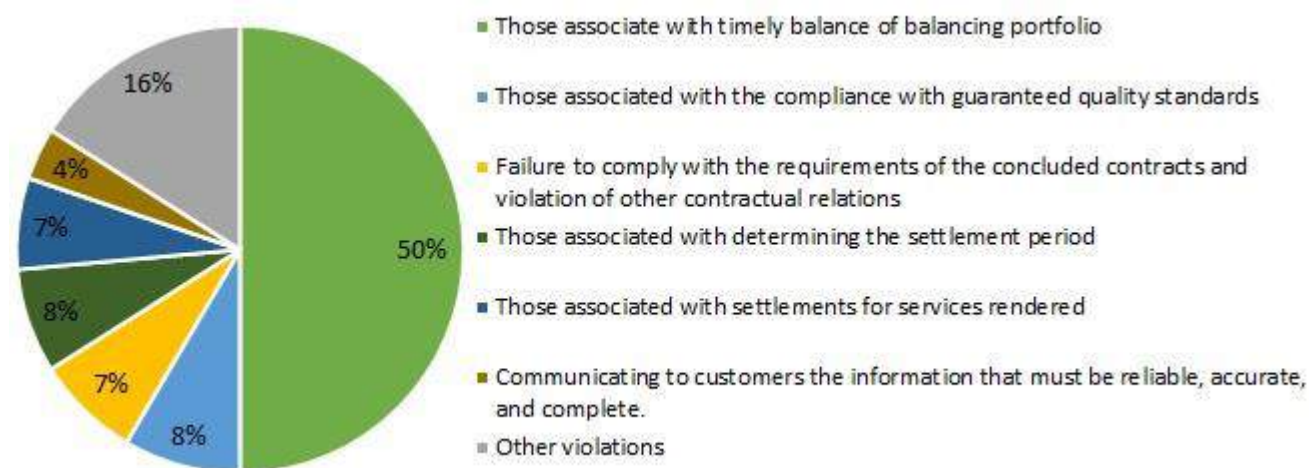 Those associate with timely balance of balancing portfolio
16%
Those associated with the compliance with guaranteed quality standards
4%
Failure to comply with the requirements of the concluded contracts and
violation of other contractual relations
7%
50%
Those associated with determining the settlement period
8%
Those associated with settlements for services rendered
7%
Communicating to customers the information that must be reliable, accurate,
and complete.
8%
Other violations